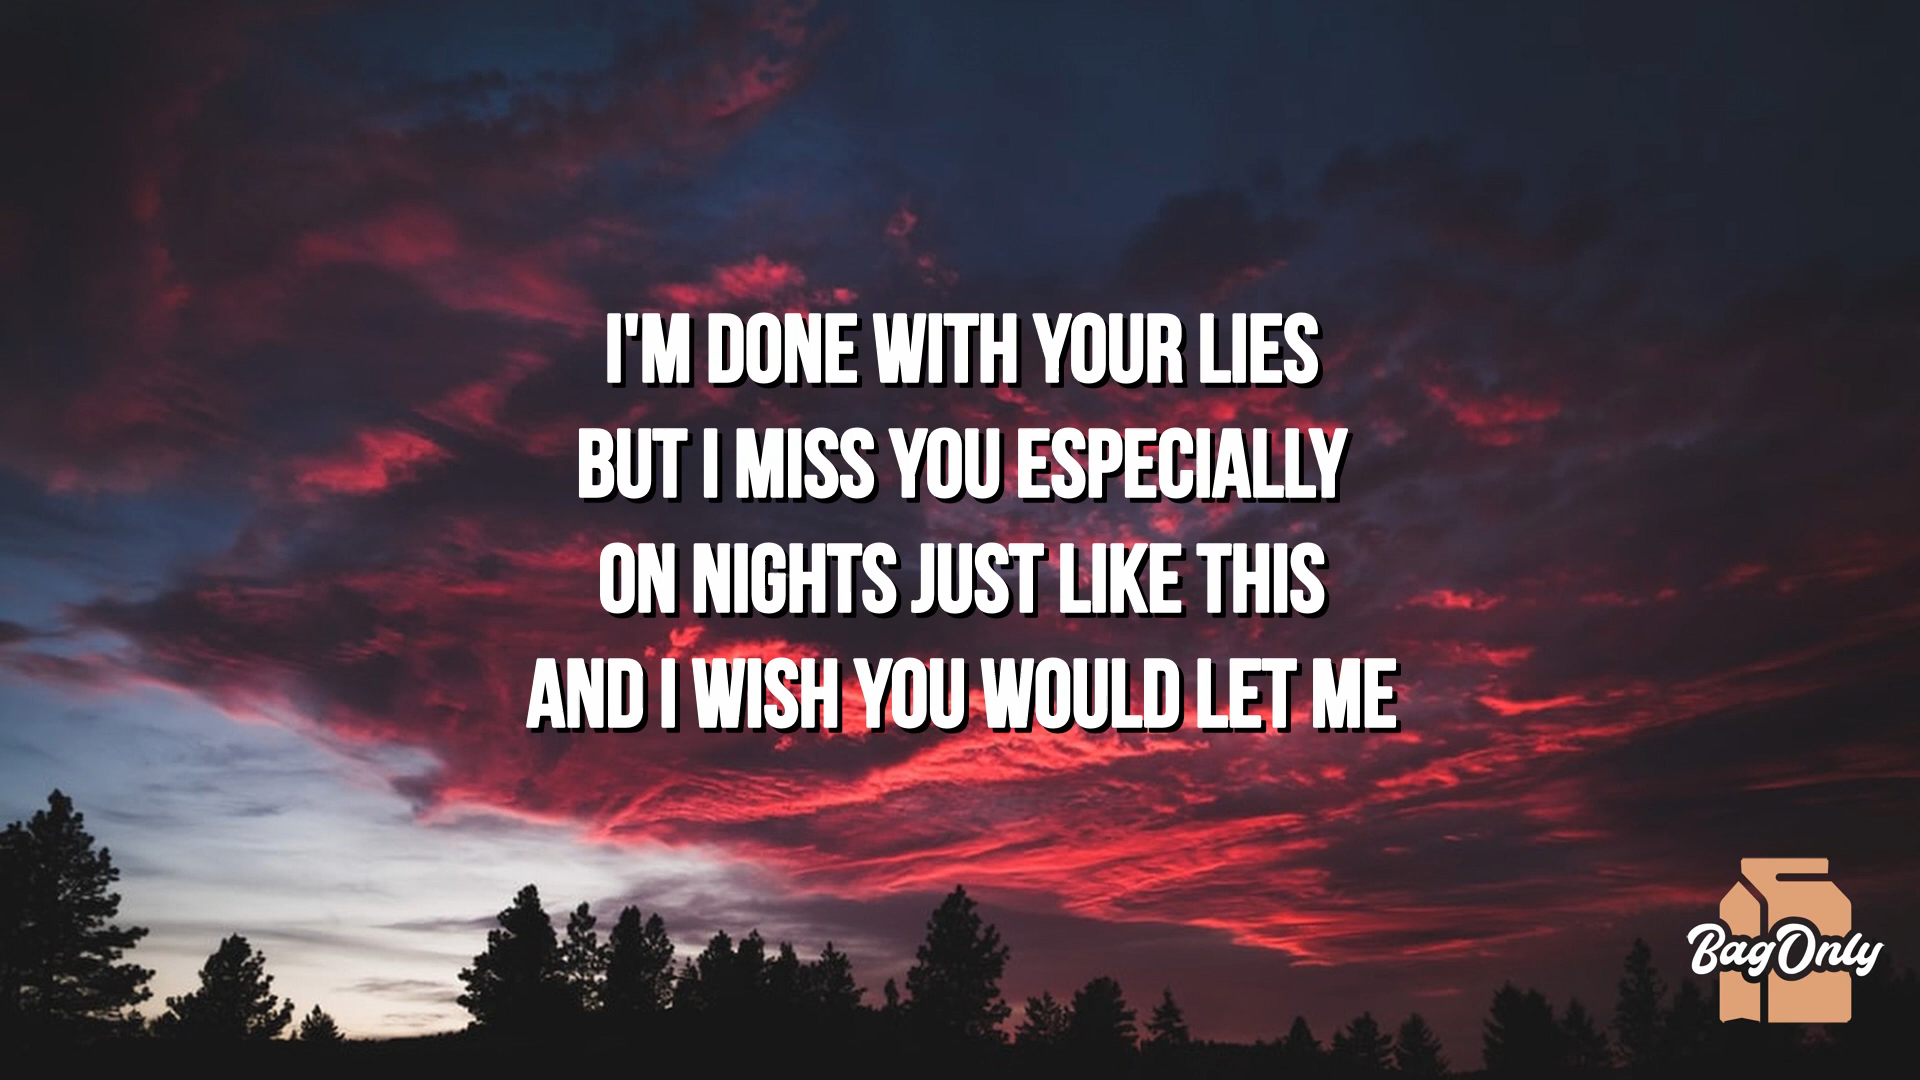 I'M DONE WITH YOUR LIES
BUT I MISS YOU ESPECIALLY
ON NIGHTS JUST LIKE THIS
AND I WISH YOU WOULD LET ME
BagOnly